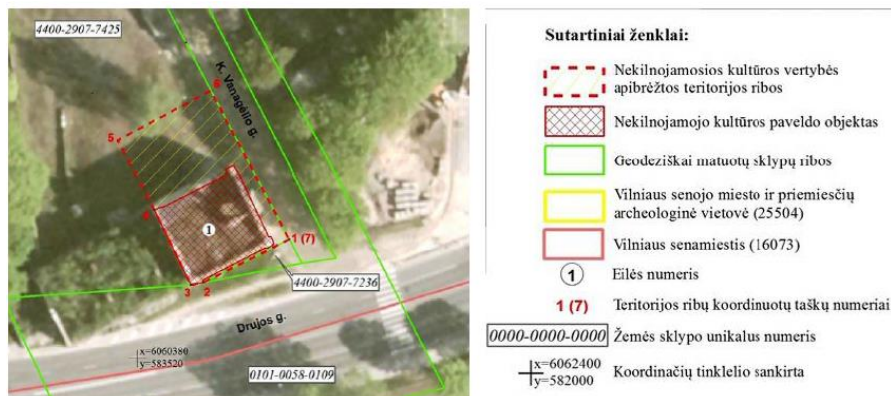 4400-2907-7425
K. Vanagėlio g.
6
5
4
1
1 (7)
4400-2907-7236
3 2
Drujos g.
x=6060380
y=583520
0101-0058-0109
Sutartiniai ženklai:
Nekilnojamosios kultūros vertybės
apibrėžtos teritorijos ribos
Nekilnojamojo kultūros paveldo objektas
Geodeziškai matuotų sklypų ribos
Vilniaus senojo miesto ir priemiesčių
archeologinė vietovė (25504)
Vilniaus senamiestis (16073)
1 Eilės numeris
1 (7) Teritorijos ribų koordinuotų taškų numeriai
0000-0000-0000 Žemės sklypo unikalus numeris
x=6062400
y=582000
Koordinačių tinklelio sankirta